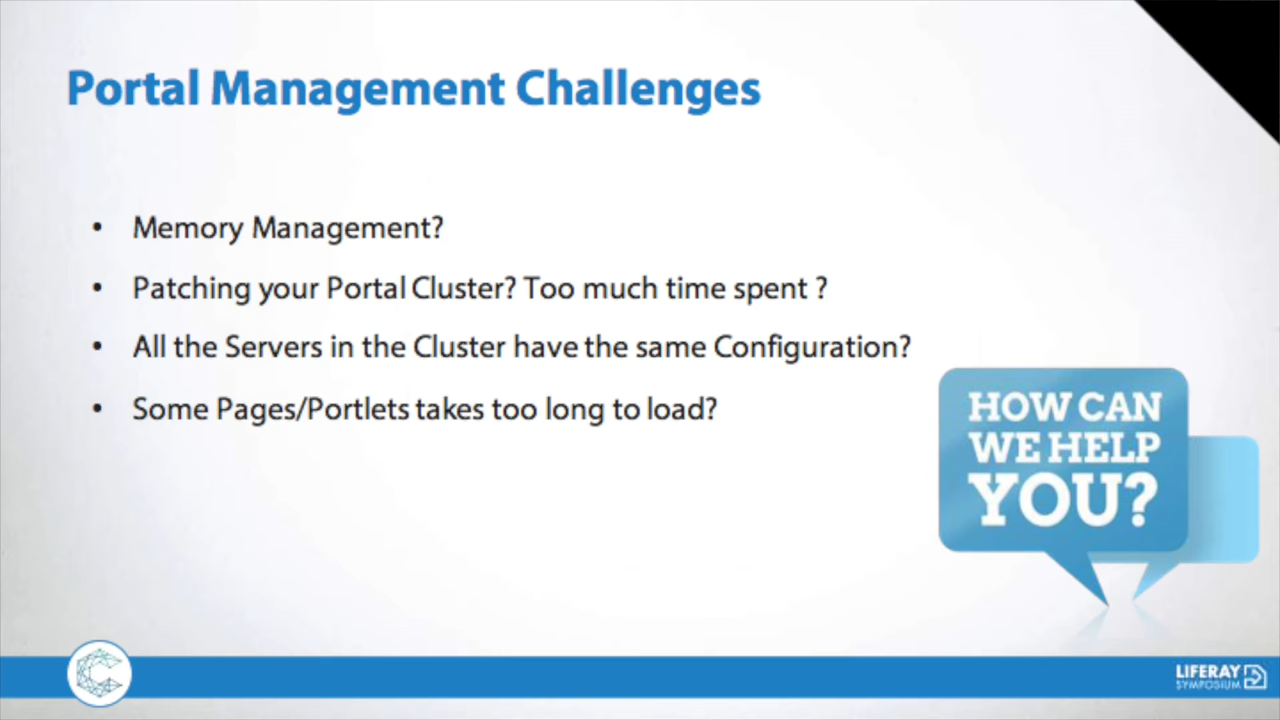 Portal Management Challenges
• Memory Management?
• Patching your Portal Cluster? Too much time spent ?
• All the Servers in the Cluster have the same Configuration?
• Some Pages/Portlets takes too long to load?
HOW CAN
WE HELP
YOU?
LIFERAY
SYMPOSIUM